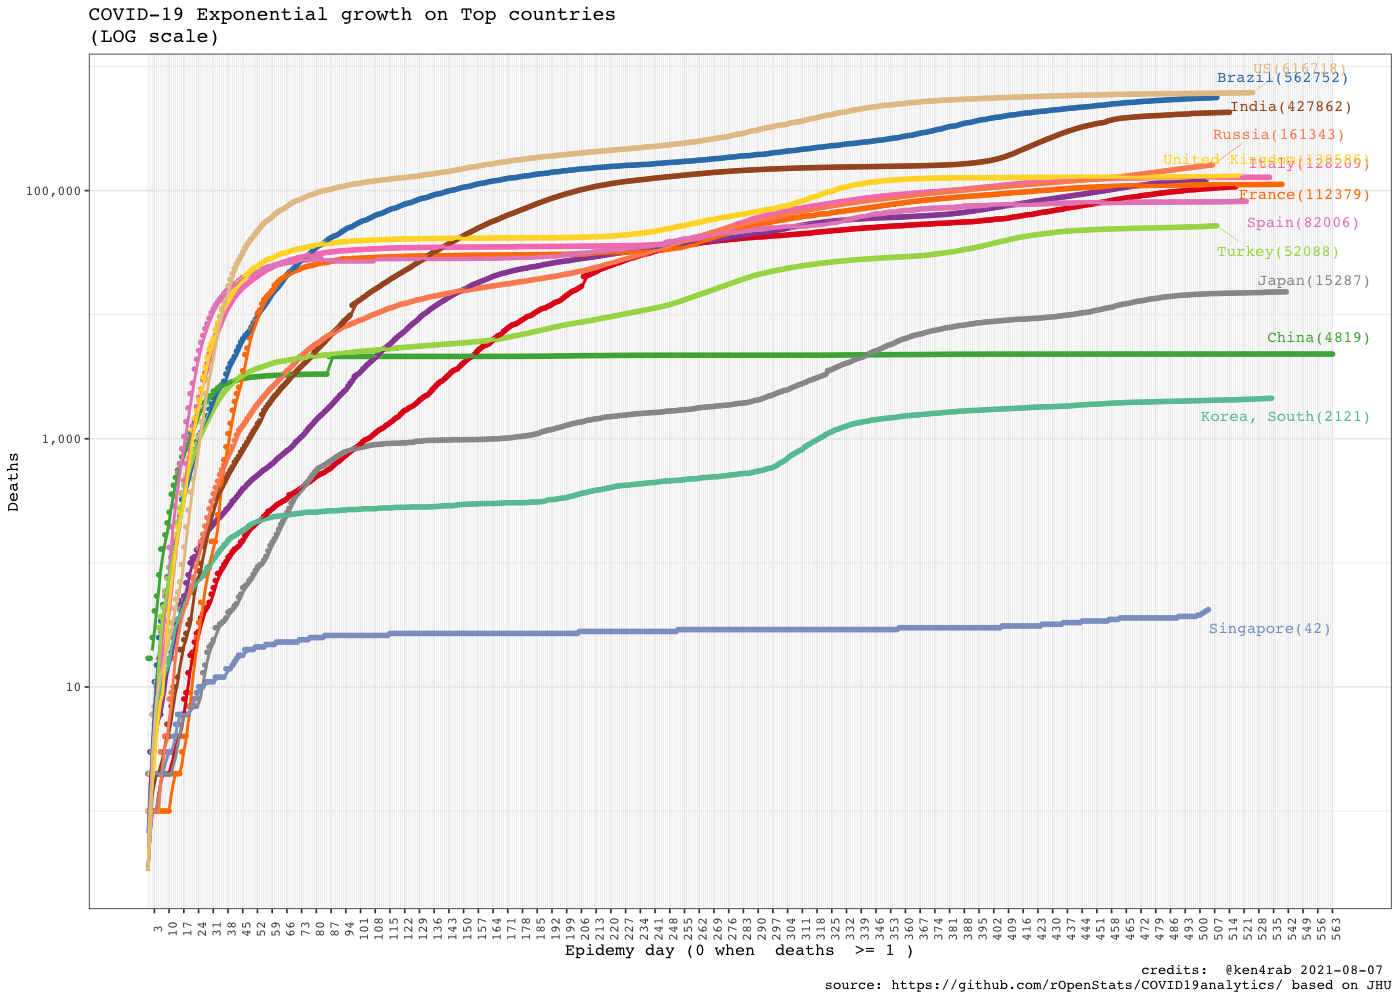 COVID-19 Exponential growth on Top countries
(LOG scale)
US(616718)
Brazil(562752)
India(427862)
Russia(161343)
United Kingdom(130586)
Italy(128209)
France(112379)
Spain(82006)
Turkey(52088)
Japan(15287)
China(4819)
Korea, South(2121)
Singapore(42)
Deaths
100,000
1,000
10
3 10 17 24 31 38 45 52 59 66 73 80 87 94 101 108 115 122 129 136 143 150 157 164 171 178 185 192 199 206 213 220 227 234 241 248 255 262 269 276 283 290 297 304 311 318 325 332 339 346 353 360 367 374 381 388 395 402 409 416 423 430 437 444 451 458 465 472 479 486 493 500 507 514 521 528 535 542 549 556 563
Epidemy day (0 when deaths >= 1 )
credits: @ken4rab 2021-08-07
source: https://github.com/rOpenStats/COVID19analytics/ based on JHU